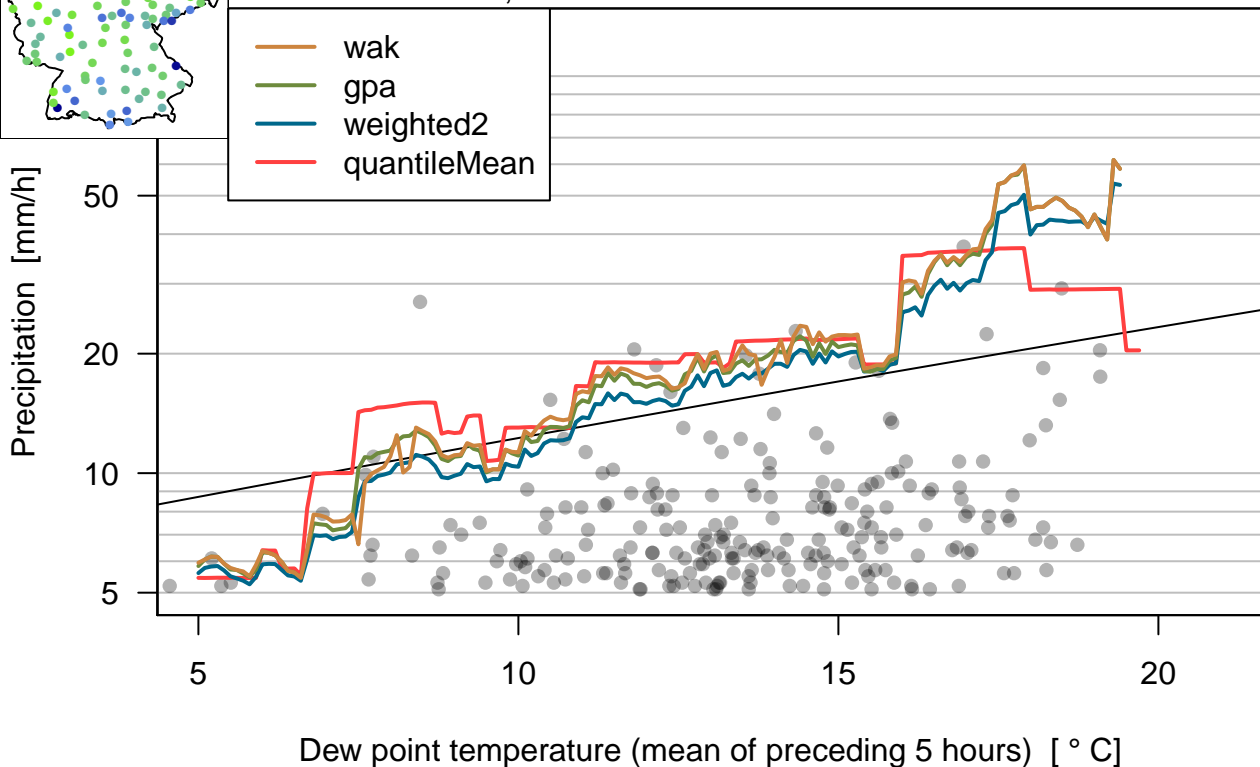 wak
gpa
weighted2
quantileMean
Precipitation [mm/h]
50
20
10
5
5 10 15 20
Dew point temperature (mean of preceding 5 hours) [ ° C]